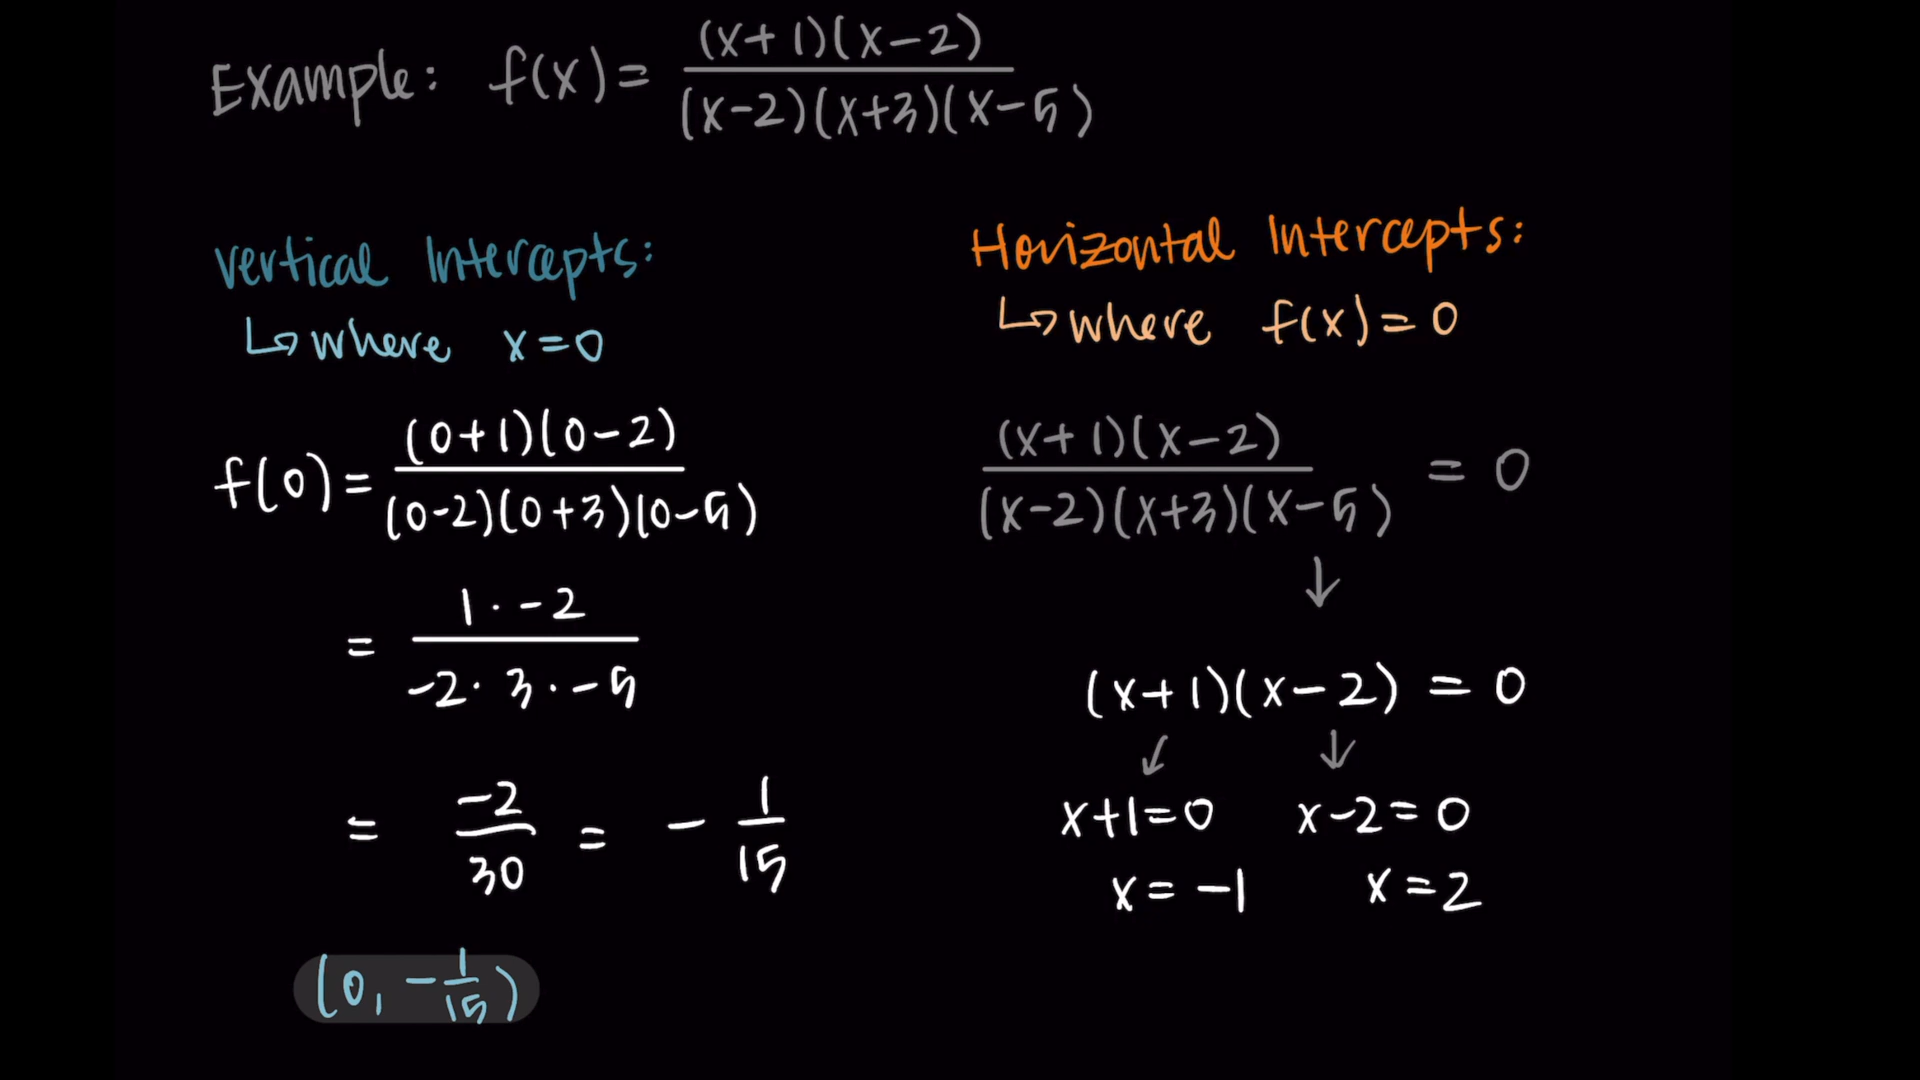 Example: f(x) = (x+1)(x-2) / (x-2)(x+3)(x-5)
Vertical Intercepts:
↳ where x=0
f(0) = (0+1)(0-2) / (0-2)(0+3)(0-5)
= 1·-2 / -2·3·-5
= -2/30 = -1/15
(0, -1/15)
Horizontal Intercepts:
↳ where f(x)=0
(x+1)(x-2) / (x-2)(x+3)(x-5) = 0
↓
(x+1)(x-2) = 0
↙ ↓
x+1=0 x-2=0
x=-1 x=2